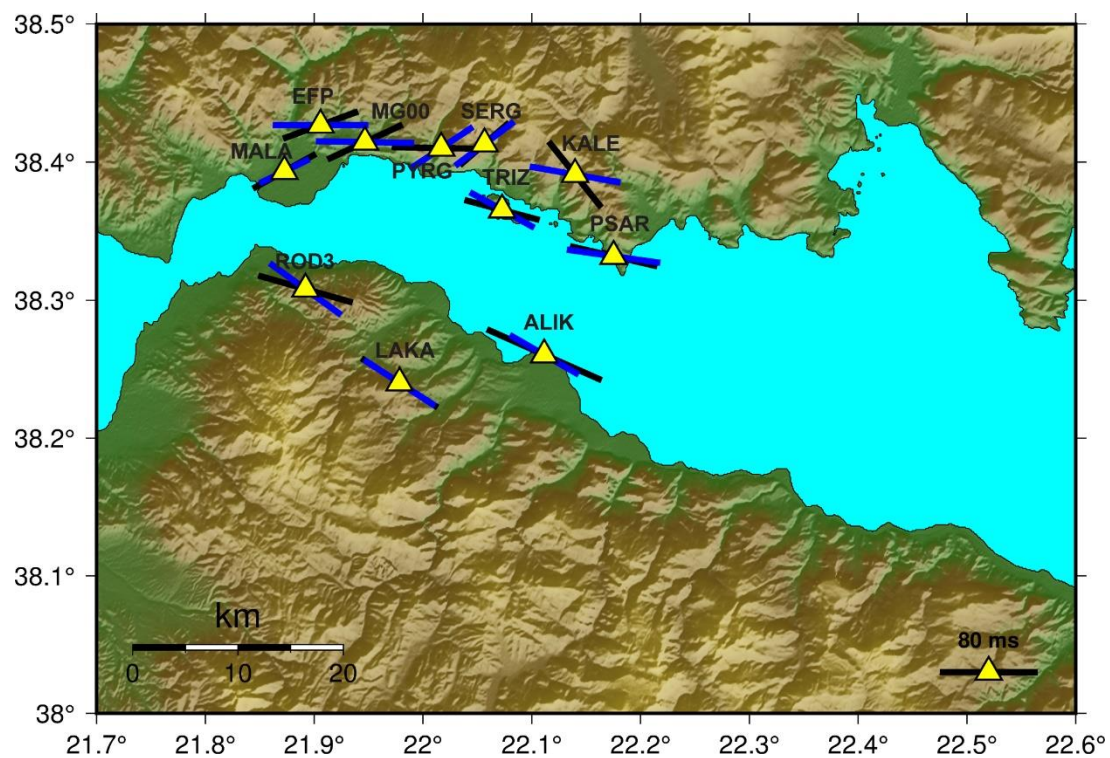 38.5°
EFP
MG00
SERG
KALE
MALA
38.4°
PYRG
TRIZ
PSAR
38.3°
ROD3
ALIK
LAKA
38.2°
38.1°
km
80 ms
0 10 20
38°
21.7° 21.8° 21.9° 22° 22.1° 22.2° 22.3° 22.4° 22.5° 22.6°